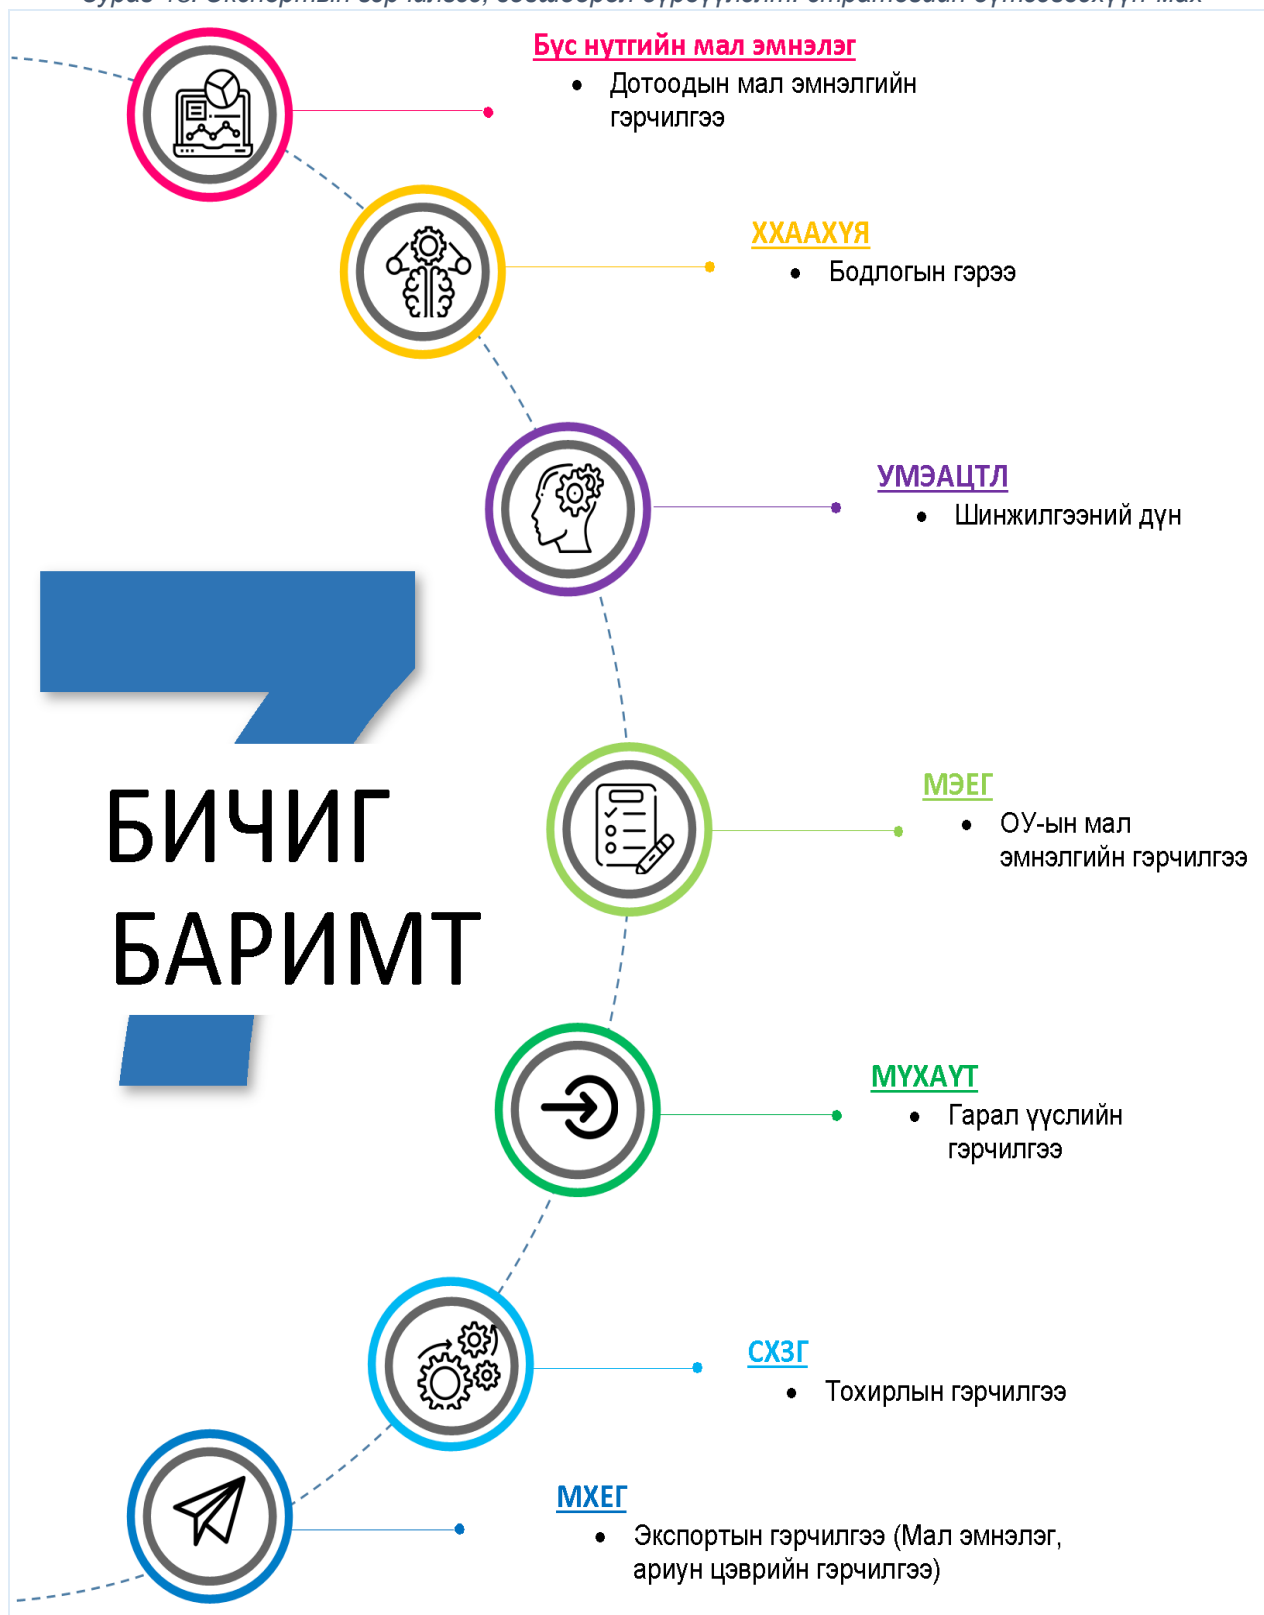 Бүс нутгийн мал эмнэлэг
• Дотоодын мал эмнэлгийн
гэрчилгээ
ХХААХҮЯ
• Бодлогын гэрээ
УМЭАЦТЛ
• Шинжилгээний дүн
7
БИЧИГ
БАРИМТ
МЭЕГ
• ОУ-ын мал
эмнэлгийн гэрчилгээ
МҮХАҮТ
• Гарал үүслийн
гэрчилгээ
СХЗГ
• Тохирлын гэрчилгээ
МХЕГ
• Экспортын гэрчилгээ (Мал эмнэлэг,
ариун цэврийн гэрчилгээ)